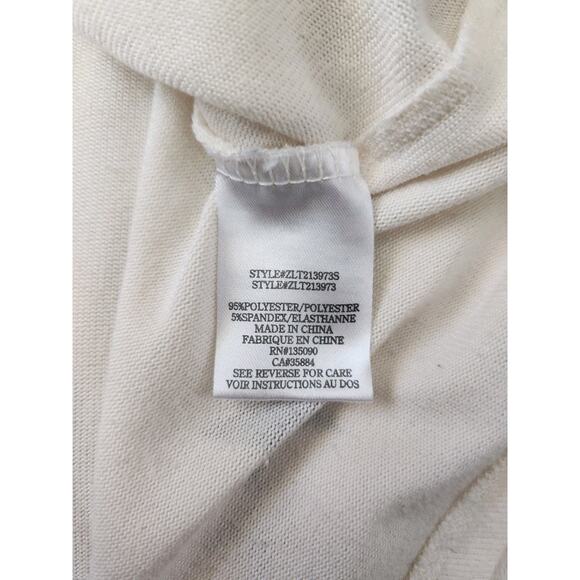 STYLE#ZLT213973S
STYLE#ZLT213973
95%POLYESTER/POLYESTER
5%SPANDEX/ELASTHANNE
MADE IN CHINA
FABRIQUE EN CHINE
RN#135090
CA#35884
SEE REVERSE FOR CARE
VOIR INSTRUCTIONS AU DOS